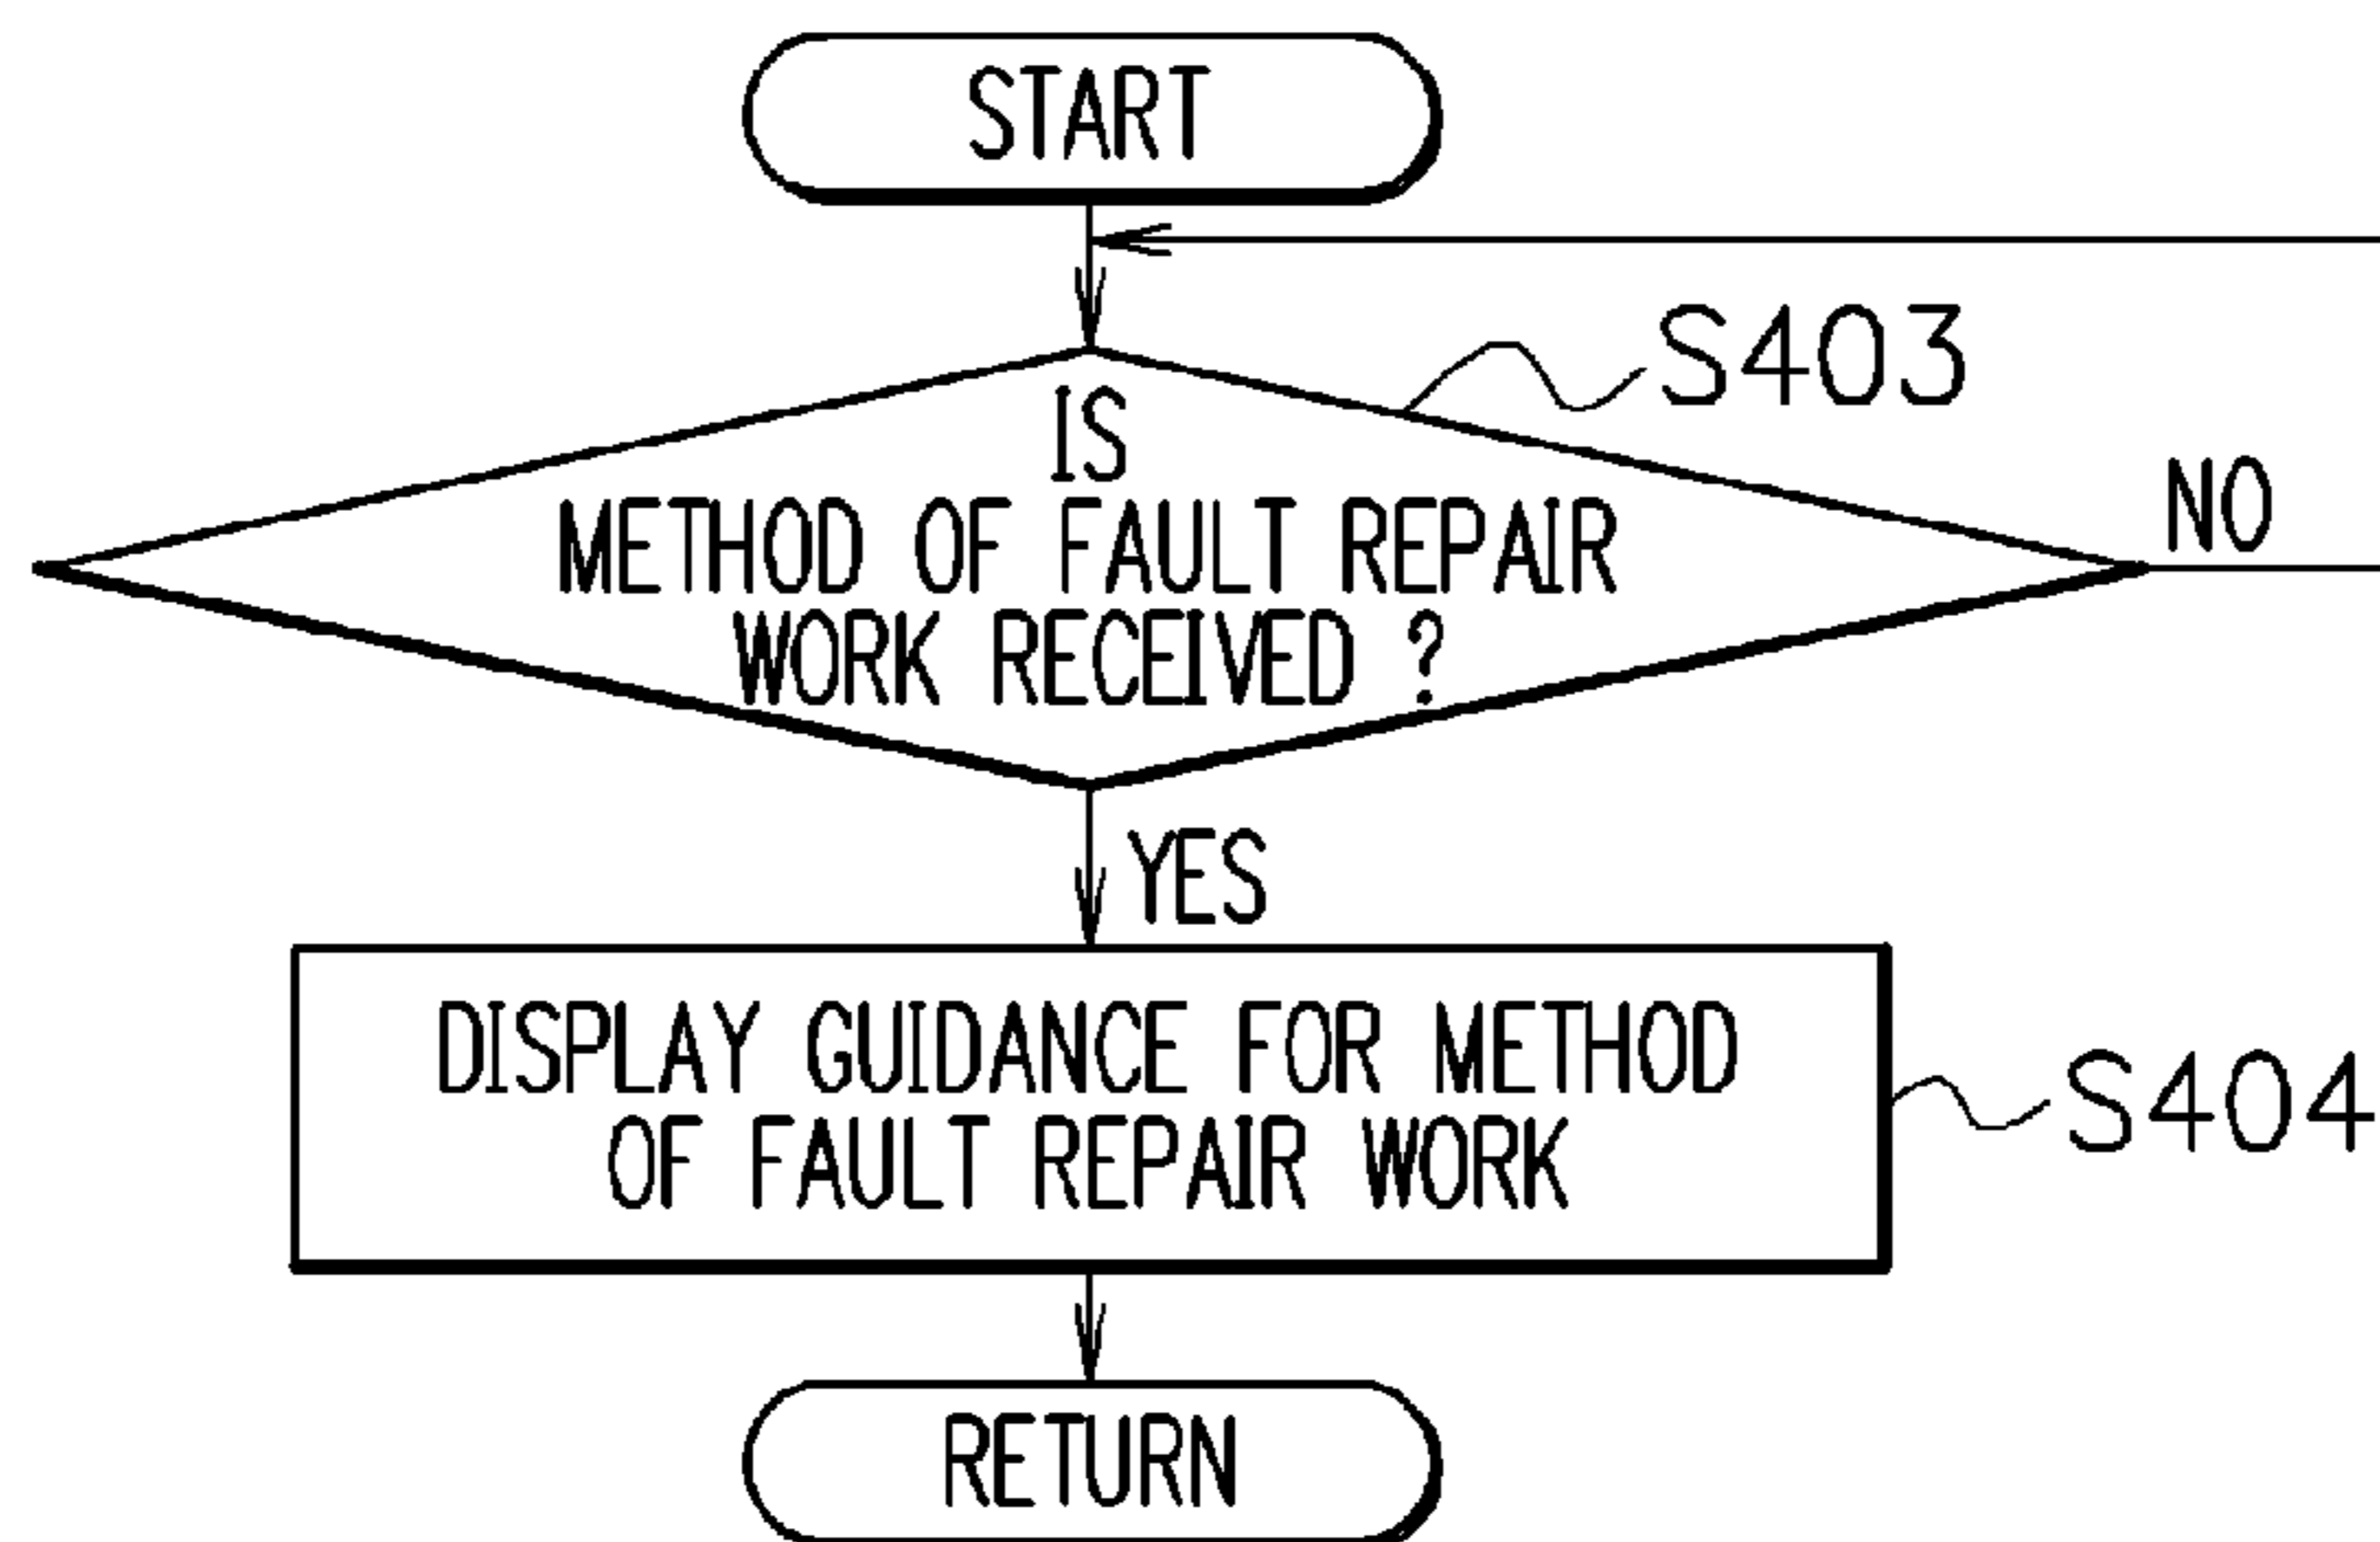 START
S403
IS
METHOD OF FAULT REPAIR
WORK RECEIVED ?
NO
YES
DISPLAY GUIDANCE FOR METHOD
OF FAULT REPAIR WORK
S404
RETURN